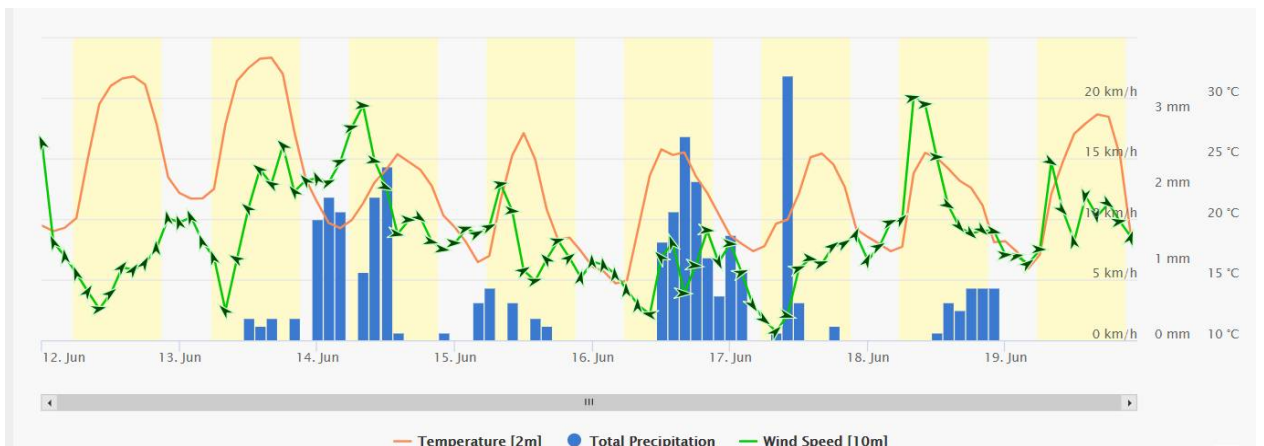 20 km/h 30 °C
3 mm
15 km/h 25 °C
2 mm
10 km/h 20 °C
1 mm
5 km/h 15 °C
0 km/h 0 mm 10 °C
12. Jun 13. Jun 14. Jun 15. Jun 16. Jun 17. Jun 18. Jun 19. Jun
Temperature [2m] Total Precipitation Wind Speed [10m]